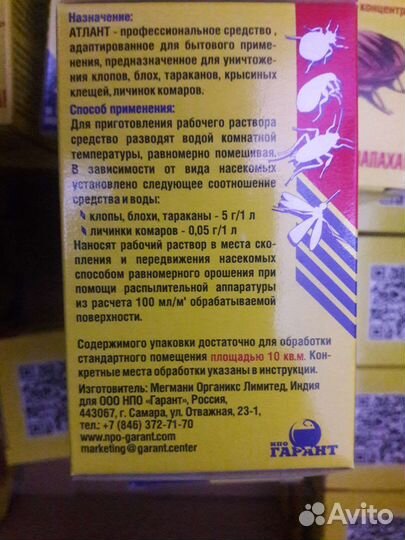 концентр
Назначение:
АТЛАНТ - профессиональное средство ,
адаптированное для бытового приме-
нения, предназначенное для уничтоже-
ния клопов, блох, тараканов, крысиных
клещей, личинок комаров.
Способ применения:
Для приготовления рабочего раствора
средство разводят водой комнатной
температуры, равномерно помешивая.
В зависимости от вида насекомых
установлено следующее соотношение
средства и воды:
клопы, блохи, тараканы - 5 г/1 л
личинки комаров - 0,05 г/1 л
Наносят рабочий раствор в места ско-
пления и передвижения насекомых
способом равномерного орошения при
помощи распылительной аппаратуры
из расчета 100 мл/м² обрабатываемой
поверхности.
Содержимого упаковки достаточно для обработки
стандартного помещения площадью 10 кв.м. Кон-
кретные места обработки указаны в инструкции.
Изготовитель: Мегмани Органикс Лимитед, Индия
для ООО НПО „Гарант", Россия,
443067, г. Самара, ул. Отважная, 23-1,
тел.: +7 (846) 372-71-70
www.npo-garant.com
marketing@garant.center
НПО
ГАРАНТ
ЗАПАХА!
Avito